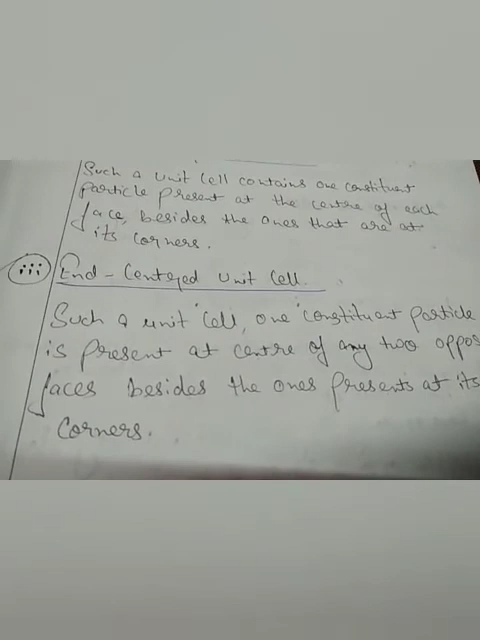 Such a unit cell contains one constituent
particle present at the centre of each
face, besides the ones that are at
its corners.
iii End - Centered Unit Cell.
Such a unit cell, one constituent particle
is present at centre of any two oppos
faces besides the ones presents at its
corners.